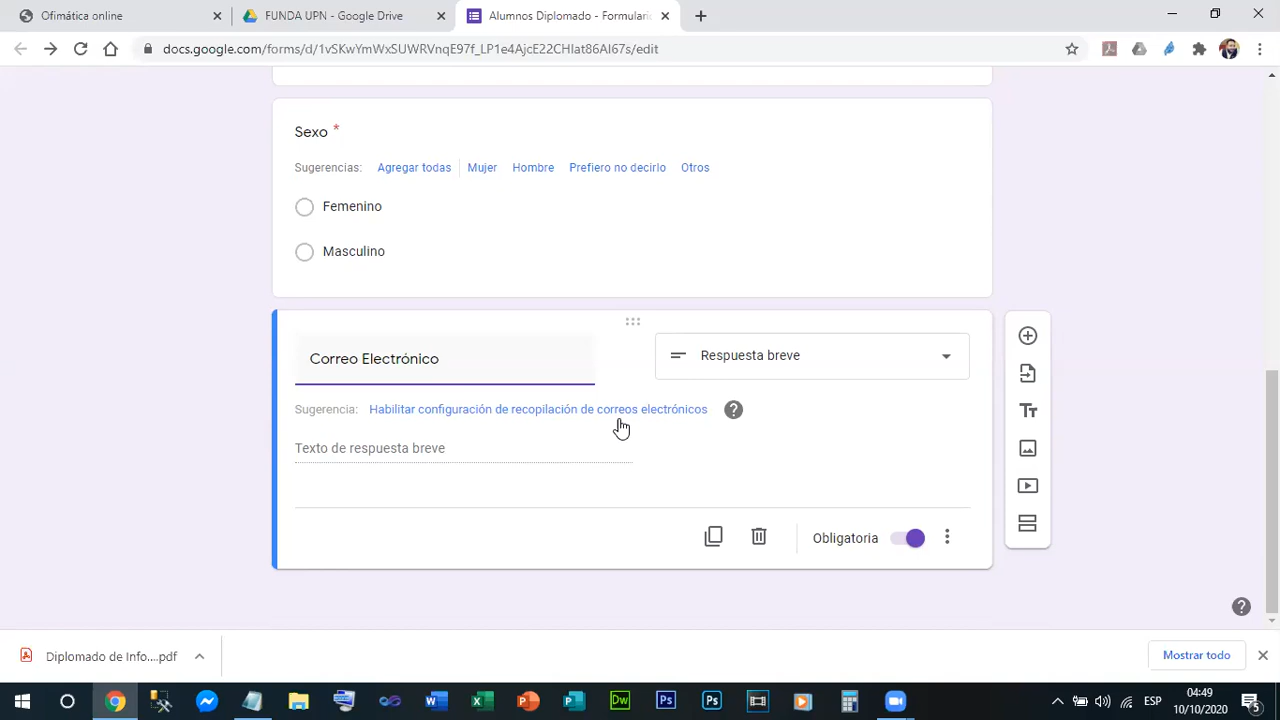 Ofimática online
FUNDA UPN - Google Drive
Alumnos Diplomado - Formulario
docs.google.com/forms/d/1vSKwYmWxSUWRVnqE97f_LP1e4AjcE22CHIat86AI67s/edit
Sexo *
Sugerencias: Agregar todas Mujer Hombre Prefiero no decirlo Otros
Femenino
Masculino
Correo Electrónico
Respuesta breve
Sugerencia: Habilitar configuración de recopilación de correos electrónicos
Texto de respuesta breve
Obligatoria
Diplomado de Info....pdf
Mostrar todo
ESP
04:49
10/10/2020
5